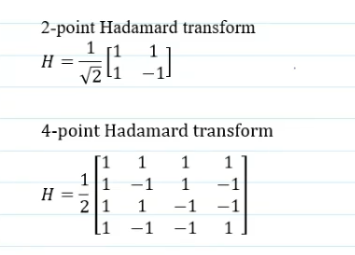 2-point Hadamard transform
H = 1/√2 [1 1
1 −1]
4-point Hadamard transform
H = 1/2 [1 1 1 1
1 −1 1 −1
1 1 −1 −1
1 −1 −1 1]